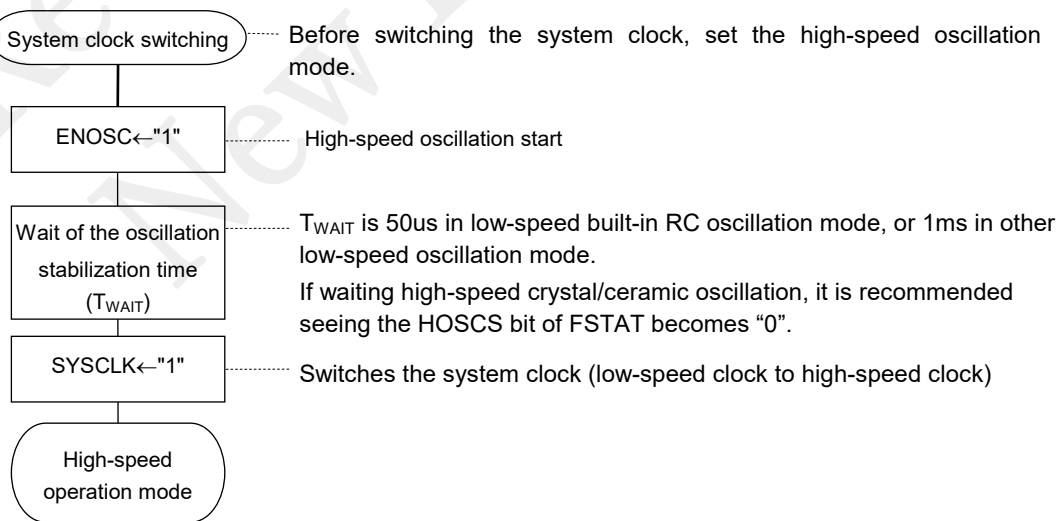 System clock switching
Before switching the system clock, set the high-speed oscillation
mode.
ENOSC←"1"
High-speed oscillation start
Wait of the oscillation
stabilization time
(TWAIT)
TWAIT is 50us in low-speed built-in RC oscillation mode, or 1ms in other
low-speed oscillation mode.
If waiting high-speed crystal/ceramic oscillation, it is recommended
seeing the HOSCS bit of FSTAT becomes “0”.
SYSCLK←"1"
Switches the system clock (low-speed clock to high-speed clock)
High-speed
operation mode
New